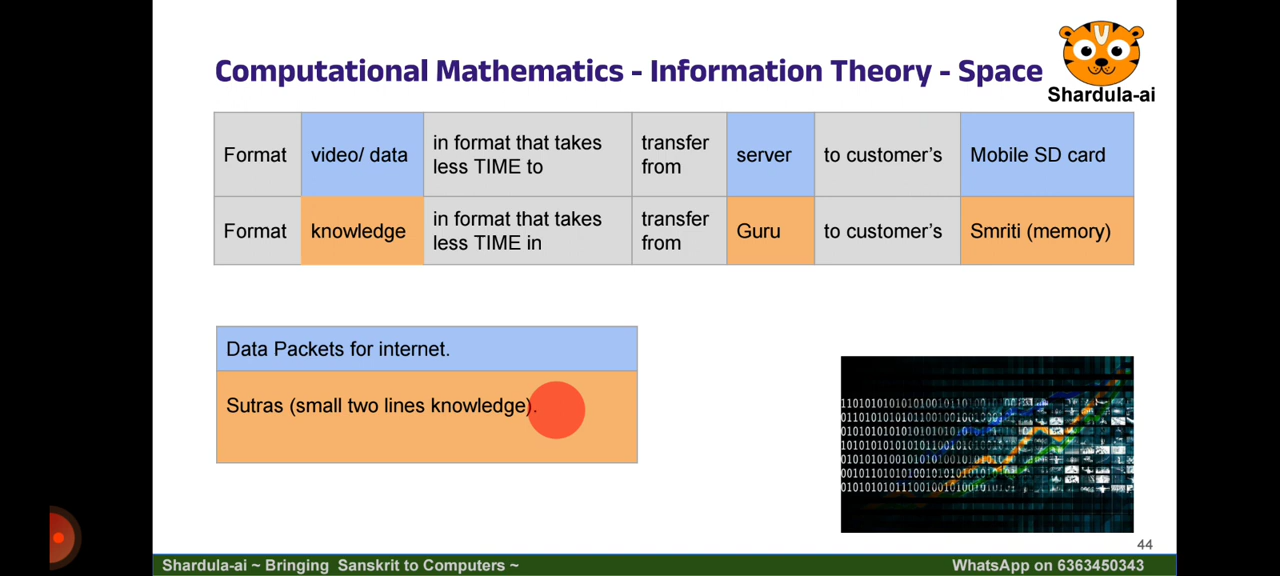 Computational Mathematics - Information Theory - Space
Shardula-ai
Format video/ data in format that takes less TIME to transfer from server to customer's Mobile SD card
Format knowledge in format that takes less TIME in transfer from Guru to customer's Smriti (memory)
Data Packets for internet.
Sutras (small two lines knowledge).
44
Shardula-ai ~ Bringing Sanskrit to Computers ~
WhatsApp on 6363450343